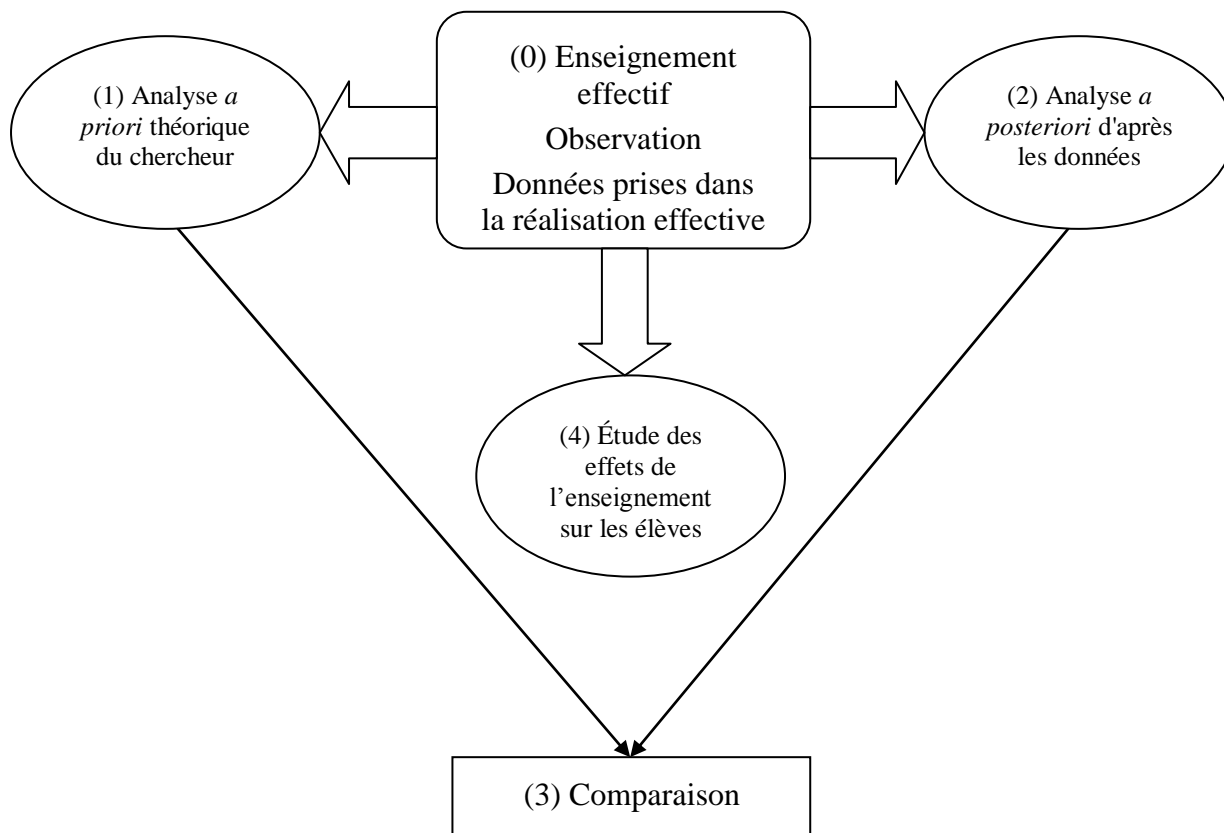 (0) Enseignement
effectif
Observation
Données prises dans
la réalisation effective
(1) Analyse a
priori théorique
du chercheur
(2) Analyse a
posteriori d'après
les données
(4) Étude des
effets de
l’enseignement
sur les élèves
(3) Comparaison